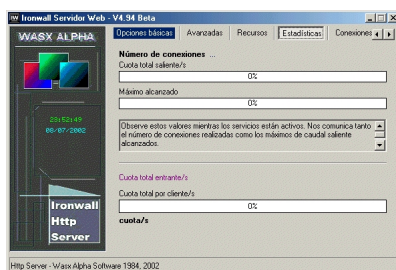 Ironwall Servidor Web - V4.94 Beta
WASX ALPHA
Opciones básicas
Avanzadas
Recursos
Estadísticas
Conexiones
Número de conexiones ...
Cuota total saliente/s
0%
Máximo alcanzado
0%
23:52:49
08/07/2002
Observe estos valores mientras los servicios están activos. Nos comunica tanto
el número de conexiones realizadas como los máximos de caudal saliente
alcanzados.
Cuota total entrante/s
Cuota total por cliente/s
0%
cuota/s
Ironwall
Http
Server
Http Server - Wasx Alpha Software 1984, 2002